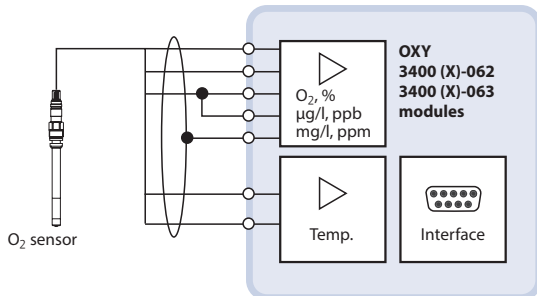 OXY
3400 (X)-062
3400 (X)-063
modules
O₂, %
µg/l, ppb
mg/l, ppm
O₂ sensor
Temp.
Interface